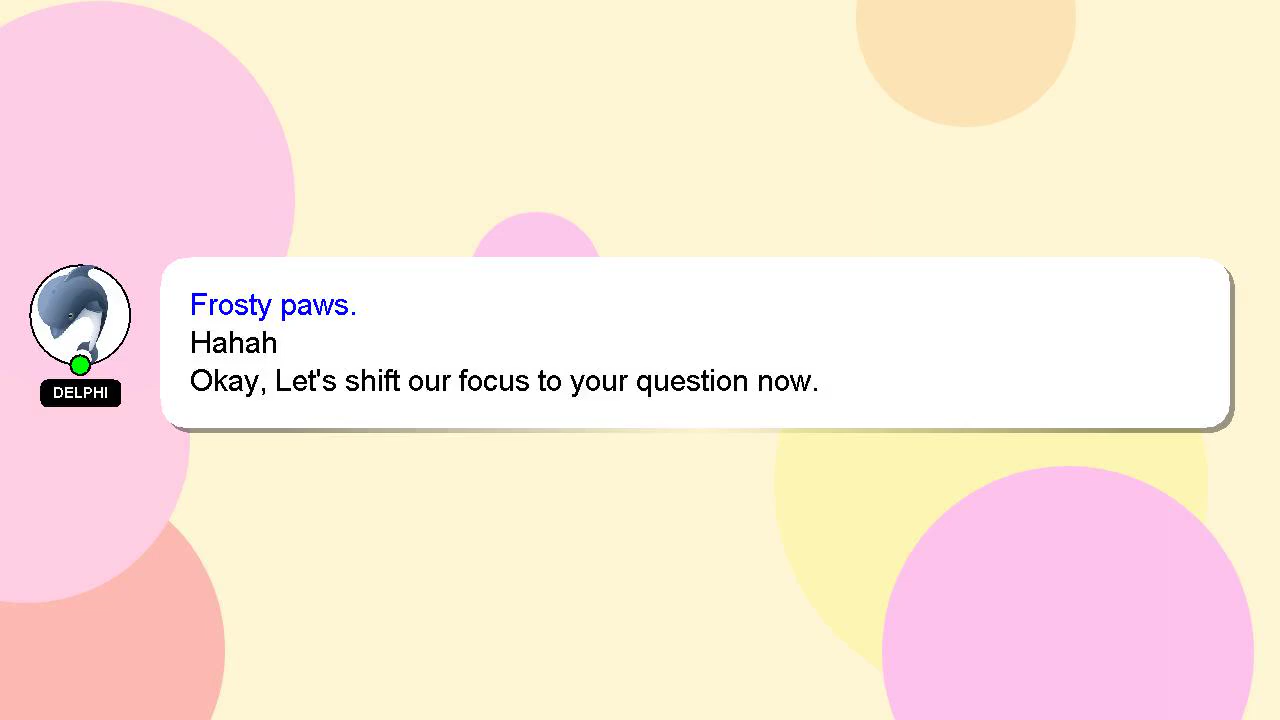 Frosty paws.
Hahah
Okay, Let's shift our focus to your question now.
DELPHI